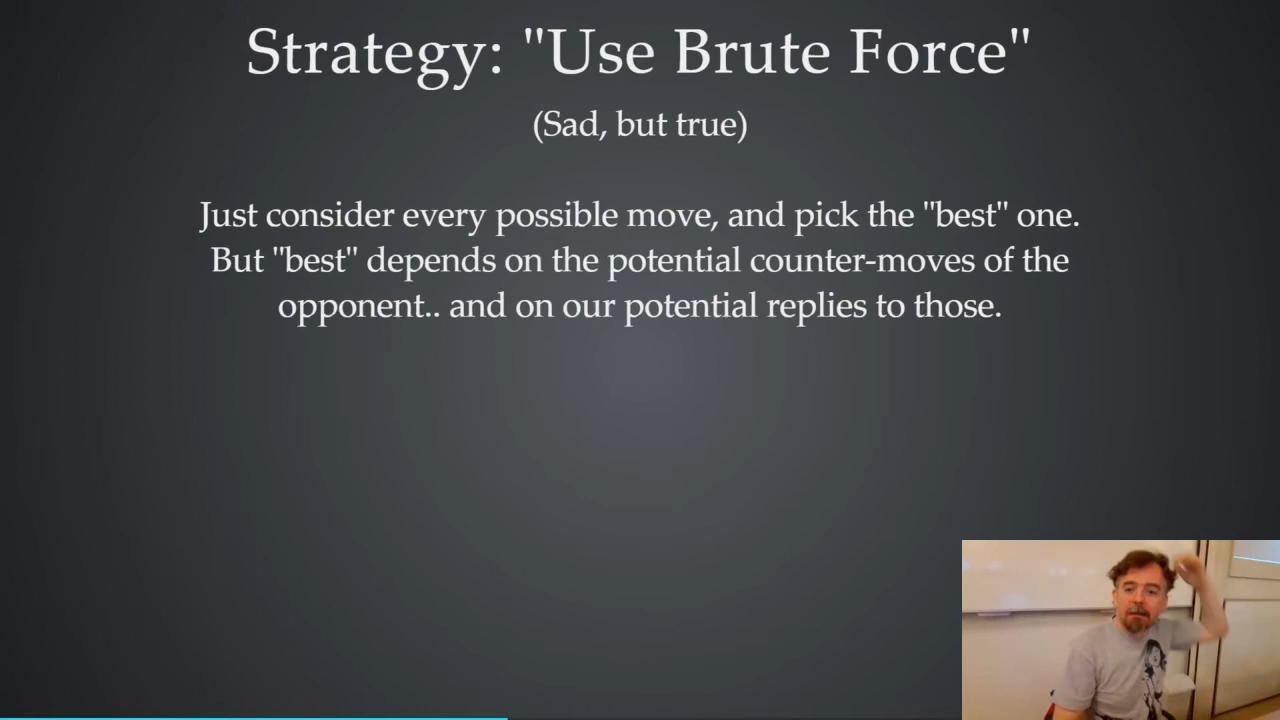 Strategy: "Use Brute Force"
(Sad, but true)
Just consider every possible move, and pick the "best" one.
But "best" depends on the potential counter-moves of the
opponent.. and on our potential replies to those.